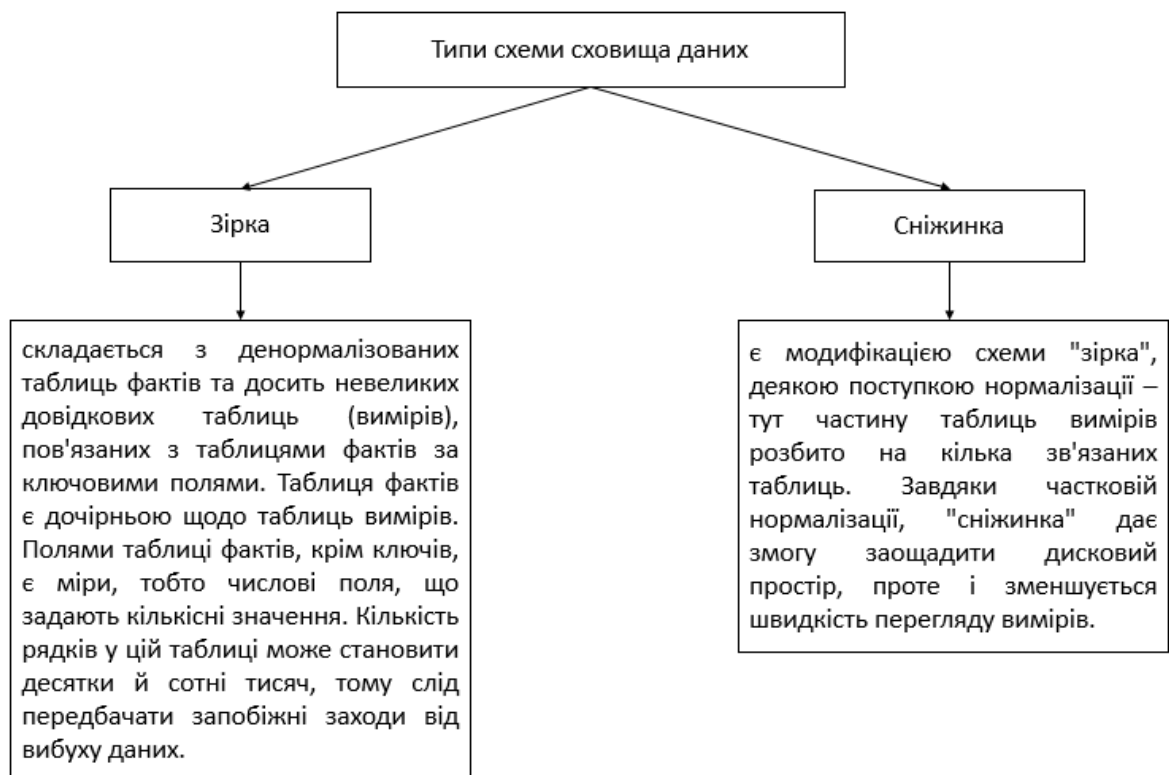 Типи схеми сховища даних
Зірка
Сніжинка
складається з денормалізованих
таблиць фактів та досить невеликих
довідкових таблиць (вимірів),
пов'язаних з таблицями фактів за
ключовими полями. Таблиця фактів
є дочірньою щодо таблиць вимірів.
Полями таблиці фактів, крім ключів,
є міри, тобто числові поля, що
задають кількісні значення. Кількість
рядків у цій таблиці може становити
десятки й сотні тисяч, тому слід
передбачати запобіжні заходи від
вибуху даних.
є модифікацією схеми "зірка",
деякою поступкою нормалізації –
тут частину таблиць вимірів
розбито на кілька зв'язаних
таблиць. Завдяки частковій
нормалізації, "сніжинка" дає
змогу заощадити дисковий
простір, проте і зменшується
швидкість перегляду вимірів.